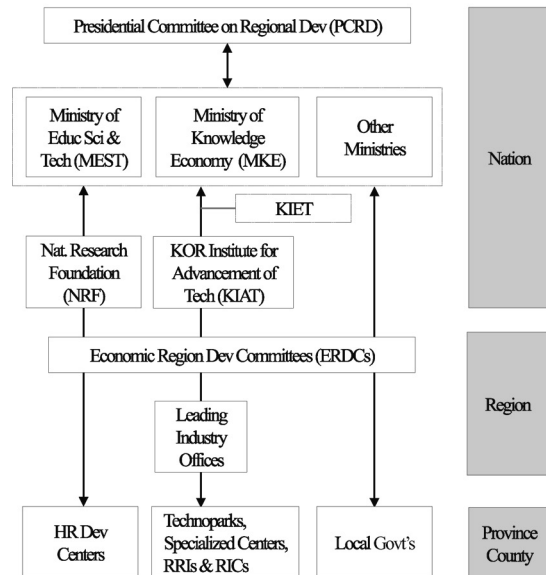 Presidential Committee on Regional Dev (PCRD)
Ministry of
Educ Sci &
Tech (MEST)
Ministry of
Knowledge
Economy (MKE)
Other
Ministries
Nation
KIET
Nat. Research
Foundation
(NRF)
KOR Institute for
Advancement of
Tech (KIAT)
Economic Region Dev Committees (ERDCs)
Region
Leading
Industry
Offices
HR Dev
Centers
Technoparks,
Specialized Centers,
RRIs & RICs
Local Govt's
Province
County